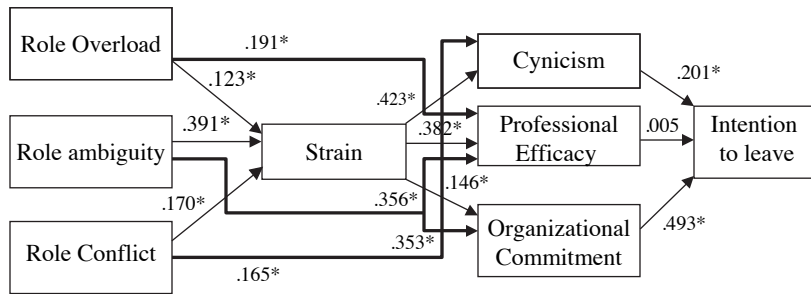 Role Overload
.191*
.123*
Cynicism
.201*
.423*
Role ambiguity
.391*
Strain
.382*
Professional
Efficacy
.005
Intention
to leave
.170*
.356*
.146*
Role Conflict
.353*
.165*
Organizational
Commitment
.493*